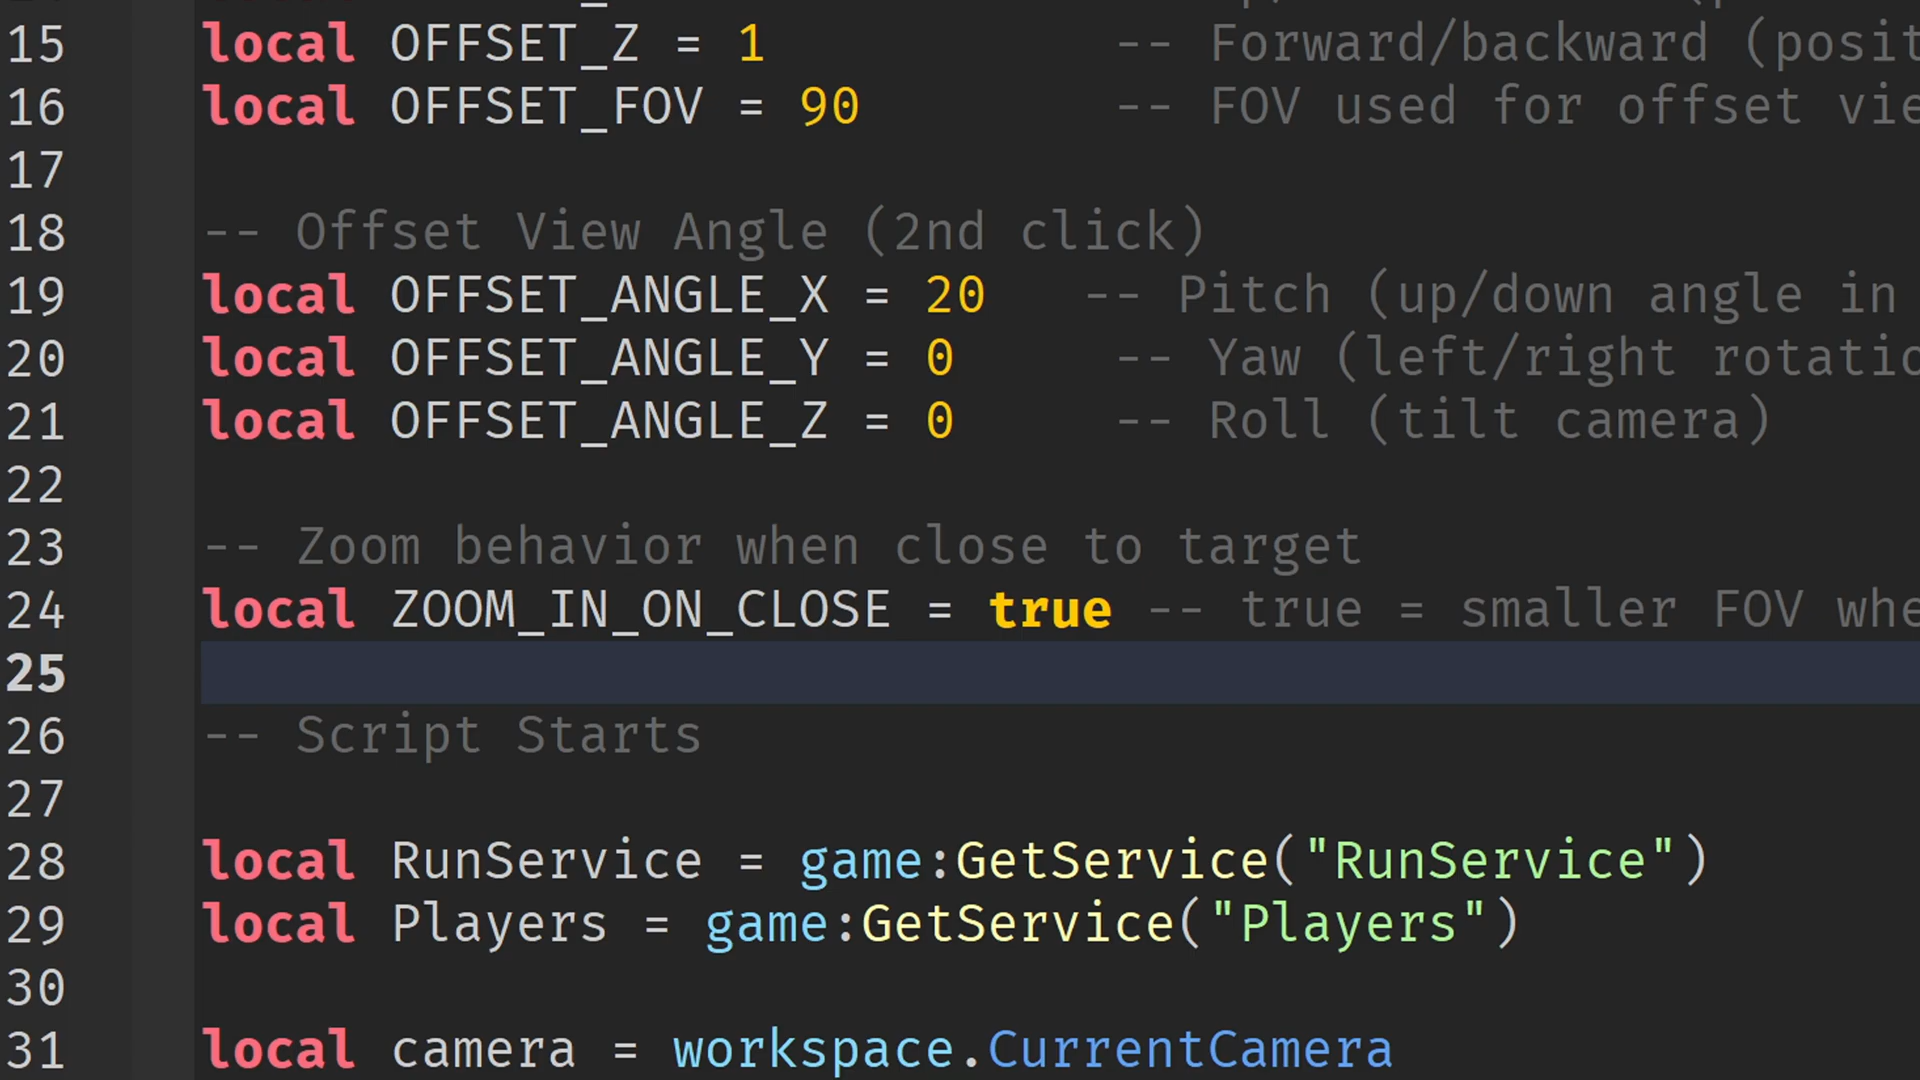 15 local OFFSET_Z = 1 -- Forward/backward (posit
16 local OFFSET_FOV = 90 -- FOV used for offset vie
17
18 -- Offset View Angle (2nd click)
19 local OFFSET_ANGLE_X = 20 -- Pitch (up/down angle in
20 local OFFSET_ANGLE_Y = 0 -- Yaw (left/right rotatio
21 local OFFSET_ANGLE_Z = 0 -- Roll (tilt camera)
22
23 -- Zoom behavior when close to target
24 local ZOOM_IN_ON_CLOSE = true -- true = smaller FOV whe
25
26 -- Script Starts
27
28 local RunService = game:GetService("RunService")
29 local Players = game:GetService("Players")
30
31 local camera = workspace.CurrentCamera